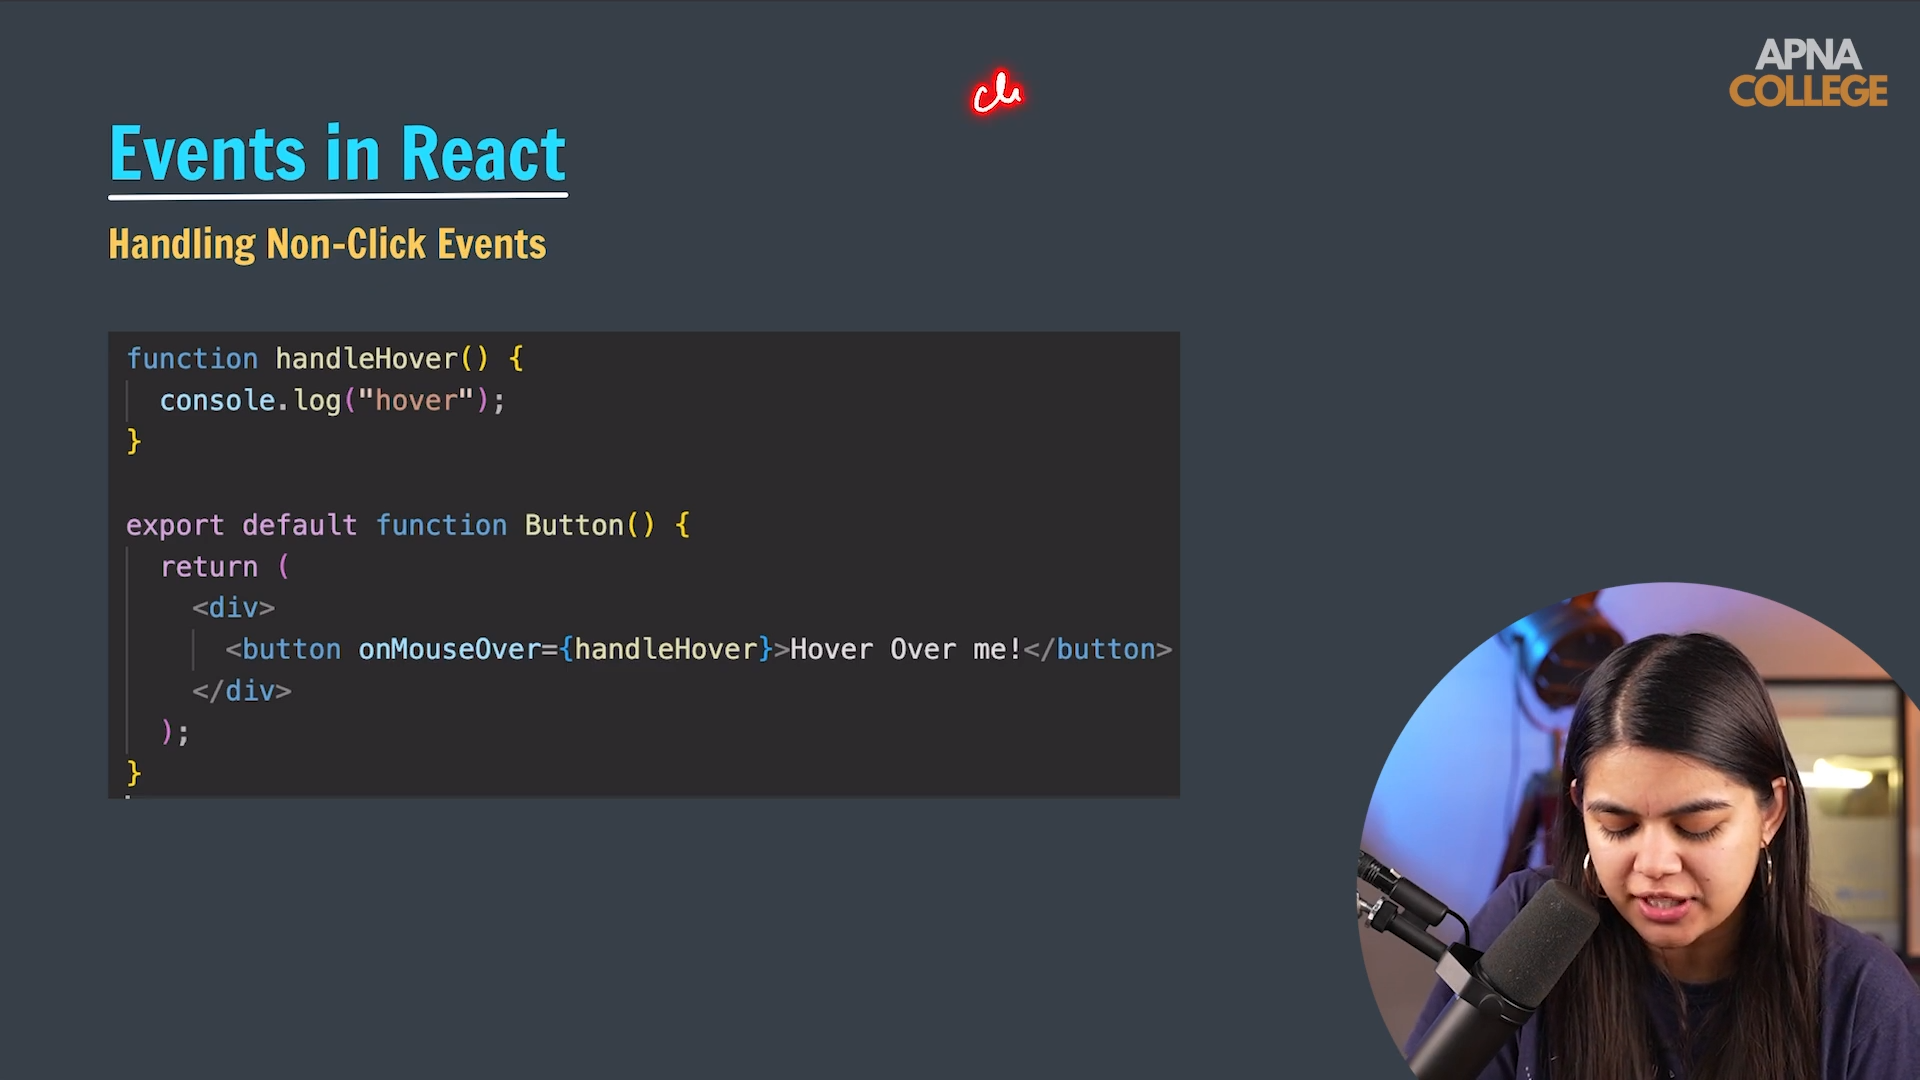 APNA
COLLEGE
Events in React
Handling Non-Click Events
function handleHover() {
console.log("hover");
}
export default function Button() {
return (
<div>
<button onMouseOver={handleHover}>Hover Over me!</button>
</div>
);
}